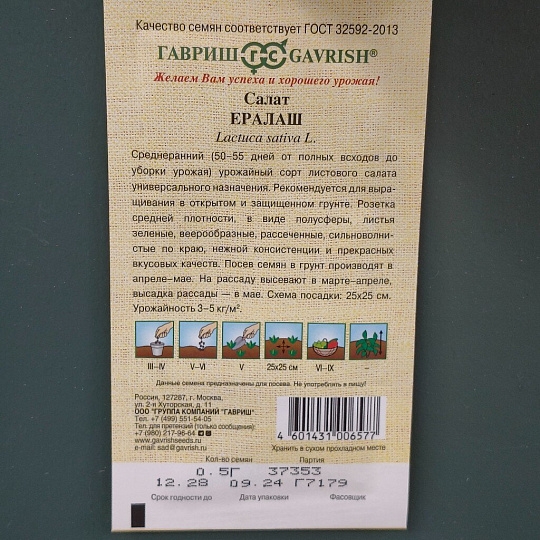 Качество семян соответствует ГОСТ 32592-2013
ГАВРИШ ГС GAVRISH®
Желаем Вам успеха и хорошего урожая!
Салат
ЕРАЛАШ
Lactuca sativa L.
Среднеранний (50–55 дней от полных всходов до
уборки урожая) урожайный сорт листового салата
универсального назначения. Рекомендуется для выра-
щивания в открытом и защищенном грунте. Розетка
средней плотности, в виде полусферы, листья
зеленые, веерообразные, рассеченные, сильноволни-
стые по краю, нежной консистенции и прекрасных
вкусовых качеств. Посев семян в грунт производят в
апреле–мае. На рассаду высевают в марте–апреле,
высадка рассады — в мае. Схема посадки: 25х25 см.
Урожайность 3–5 кг/м².
III–IV V–VI V 25х25 см VI–IX –
Данные семена предназначены для посева. Не употреблять в пищу!
Россия, 127287, г. Москва,
ул. 2-я Хуторская, д. 11
ООО "ГРУППА КОМПАНИЙ "ГАВРИШ"
Тел. +7 (499) 551-54-05
Тел. для претензий (только сообщения):
+7 (980) 217-96-64
www.gavrishseeds.ru
e-mail: sad@gavrish.ru
4 601431 006577
Хранить в сухом прохладном месте
Кол-во семян Партия
0.5Г 37353
12.28 09.24 Г7179
Срок годности до Дата упаковки Фасовщик